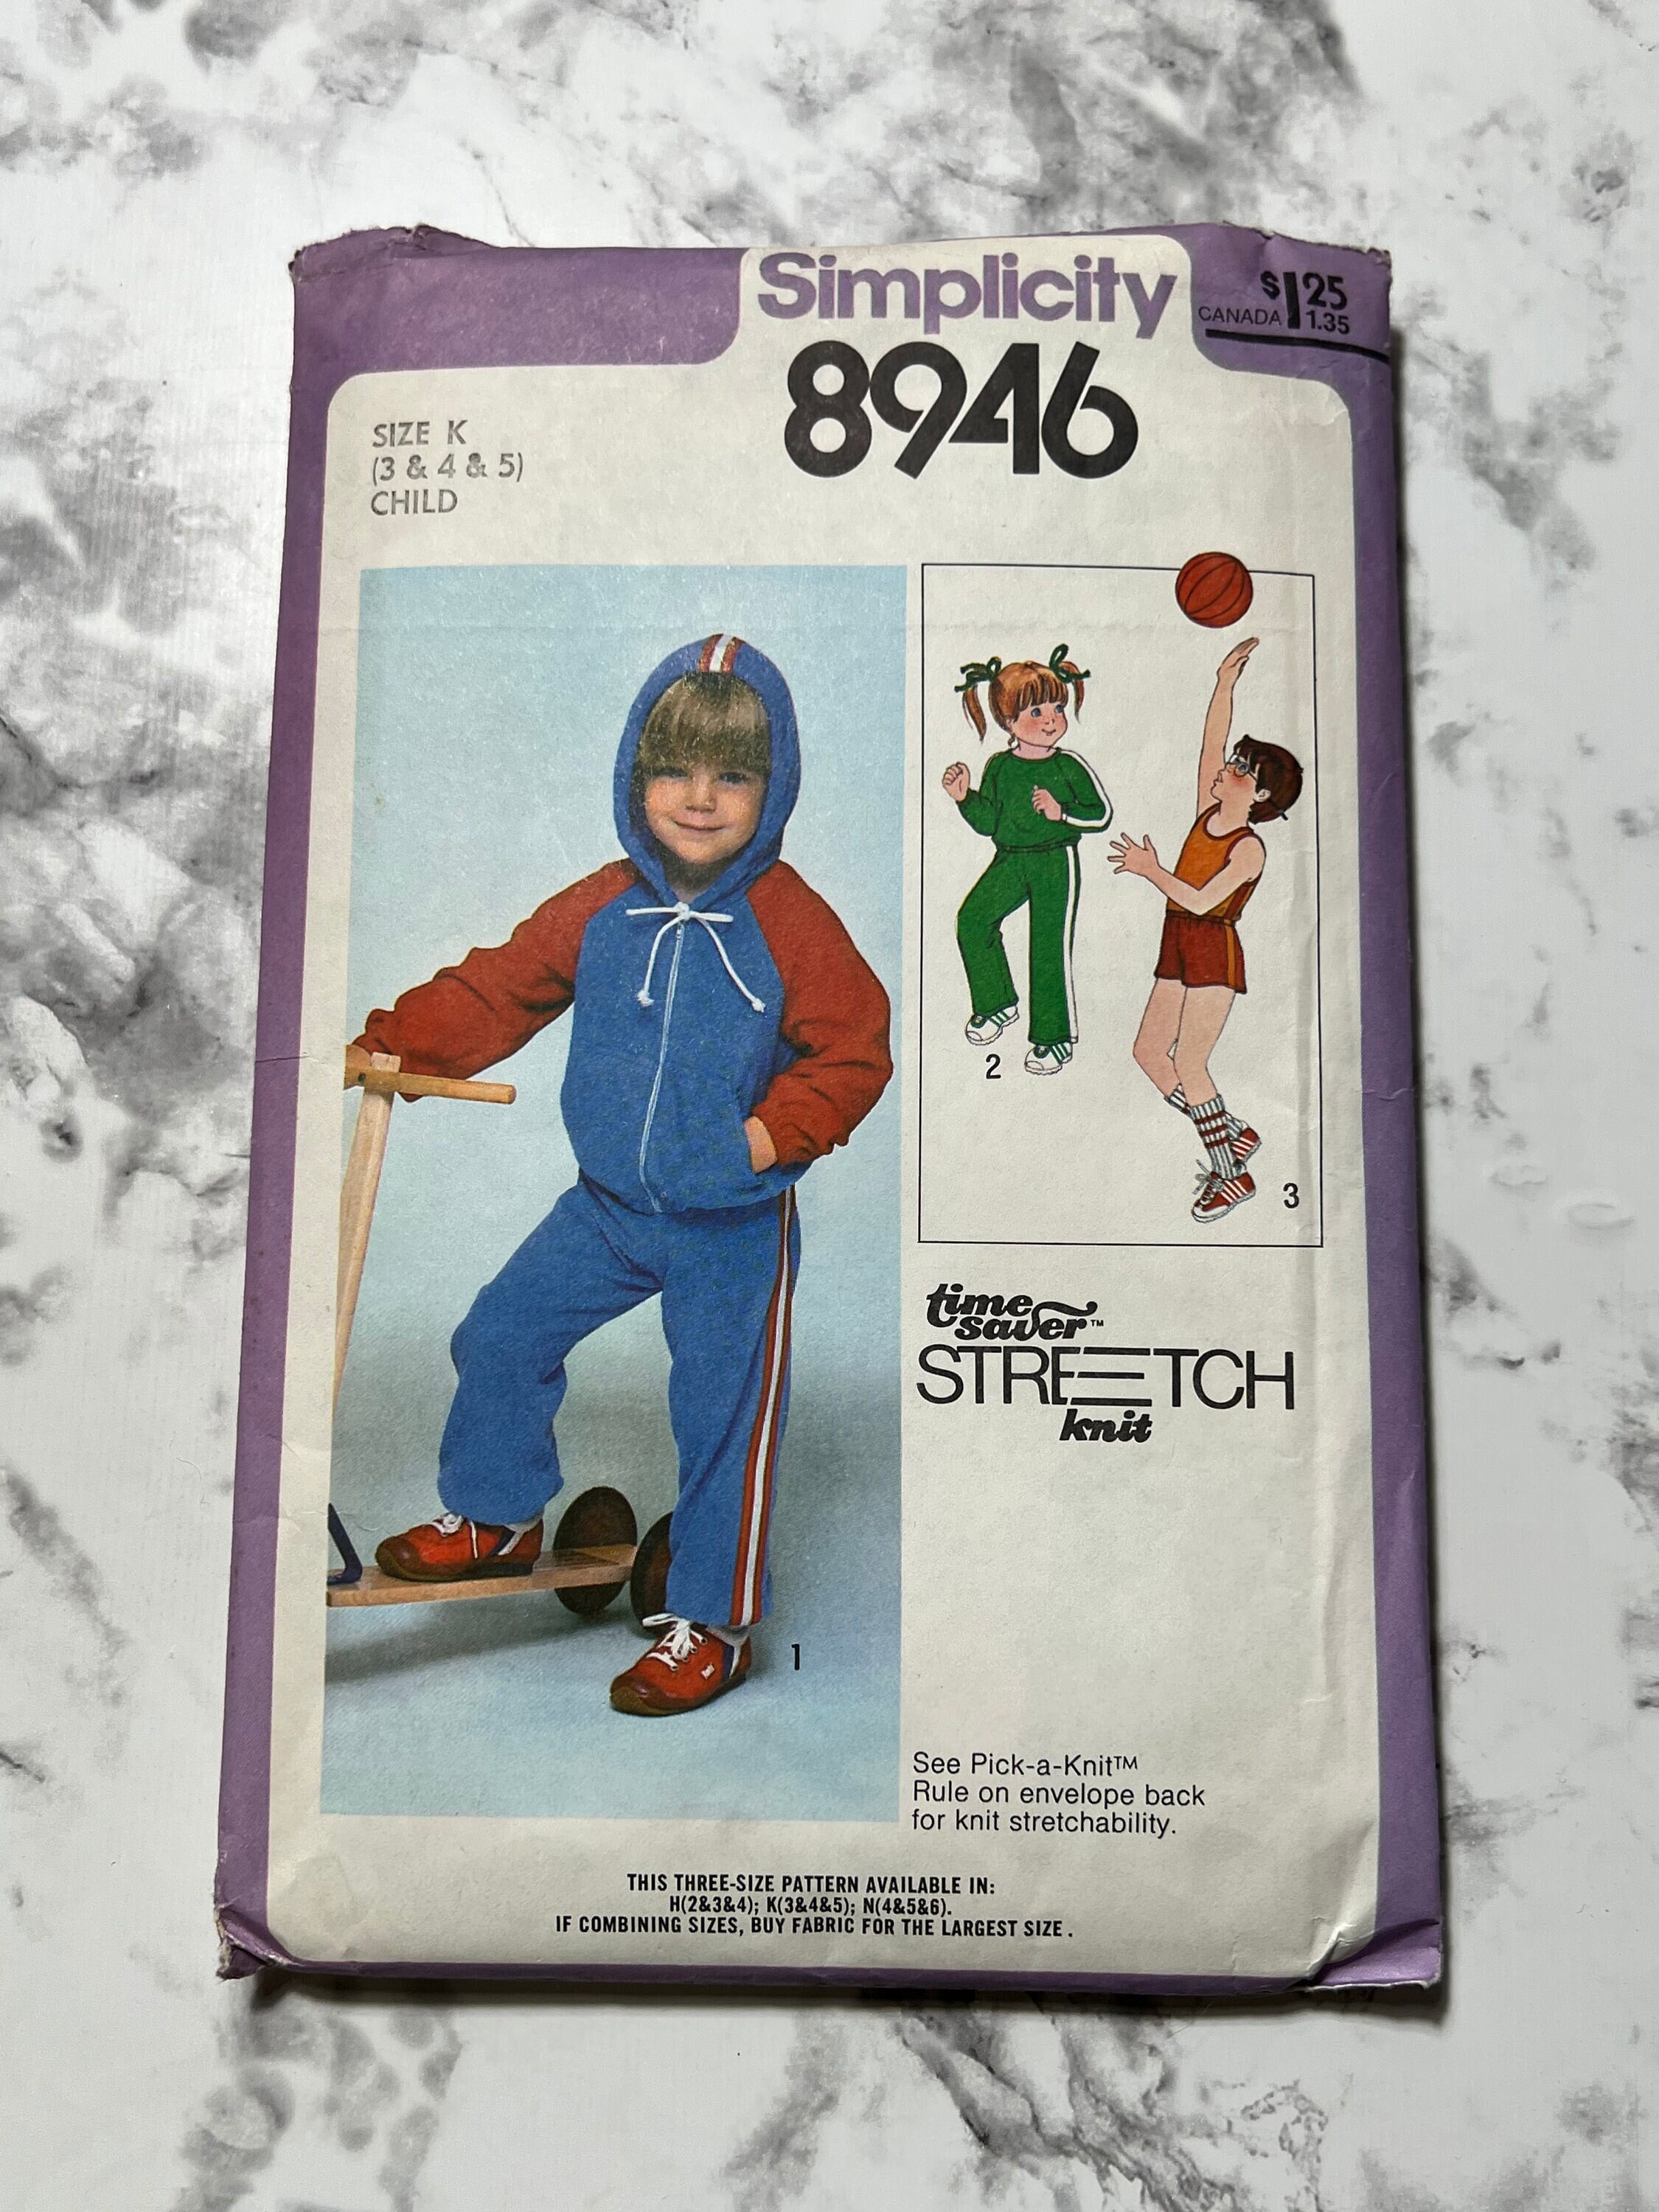 Simplicity
$1.25
CANADA 1.35
8946
SIZE K
(3 & 4 & 5)
CHILD
2
3
time
saver™
STRETCH
knit
1
See Pick-a-Knit™
Rule on envelope back
for knit stretchability.
THIS THREE-SIZE PATTERN AVAILABLE IN:
H(2&3&4); K(3&4&5); N(4&5&6).
IF COMBINING SIZES, BUY FABRIC FOR THE LARGEST SIZE.